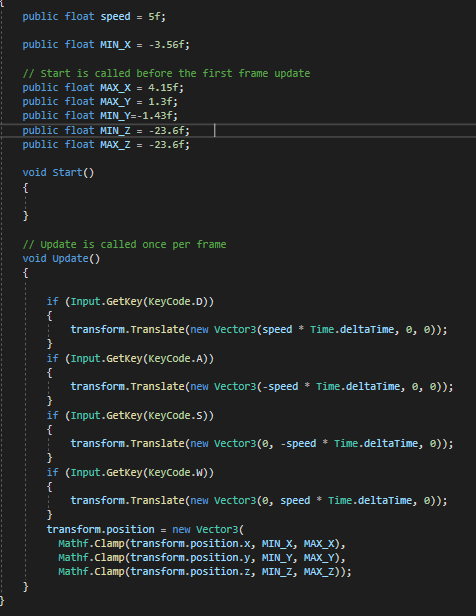 {
public float speed = 5f;
public float MIN_X = -3.56f;
// Start is called before the first frame update
public float MAX_X = 4.15f;
public float MAX_Y = 1.3f;
public float MIN_Y=-1.43f;
public float MIN_Z = -23.6f;
public float MAX_Z = -23.6f;
void Start()
{
}
// Update is called once per frame
void Update()
{
if (Input.GetKey(KeyCode.D))
{
transform.Translate(new Vector3(speed * Time.deltaTime, 0, 0));
}
if (Input.GetKey(KeyCode.A))
{
transform.Translate(new Vector3(-speed * Time.deltaTime, 0, 0));
}
if (Input.GetKey(KeyCode.S))
{
transform.Translate(new Vector3(0, -speed * Time.deltaTime, 0));
}
if (Input.GetKey(KeyCode.W))
{
transform.Translate(new Vector3(0, speed * Time.deltaTime, 0));
}
transform.position = new Vector3(
Mathf.Clamp(transform.position.x, MIN_X, MAX_X),
Mathf.Clamp(transform.position.y, MIN_Y, MAX_Y),
Mathf.Clamp(transform.position.z, MIN_Z, MAX_Z));
}
}